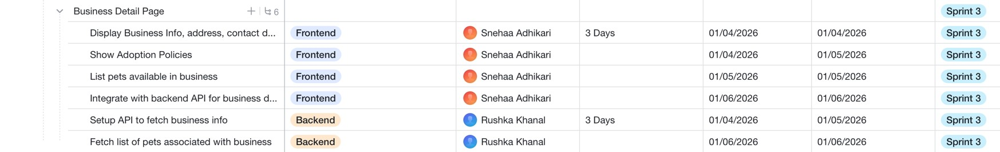 Business Detail Page 6 Sprint 3
Display Business Info, address, contact d... Frontend Snehaa Adhikari 3 Days 01/04/2026 01/04/2026 Sprint 3
Show Adoption Policies Frontend Snehaa Adhikari 01/04/2026 01/05/2026 Sprint 3
List pets available in business Frontend Snehaa Adhikari 01/05/2026 01/05/2026 Sprint 3
Integrate with backend API for business d... Frontend Snehaa Adhikari 01/06/2026 01/06/2026 Sprint 3
Setup API to fetch business info Backend Rushka Khanal 3 Days 01/04/2026 01/05/2026 Sprint 3
Fetch list of pets associated with business Backend Rushka Khanal 01/06/2026 01/06/2026 Sprint 3